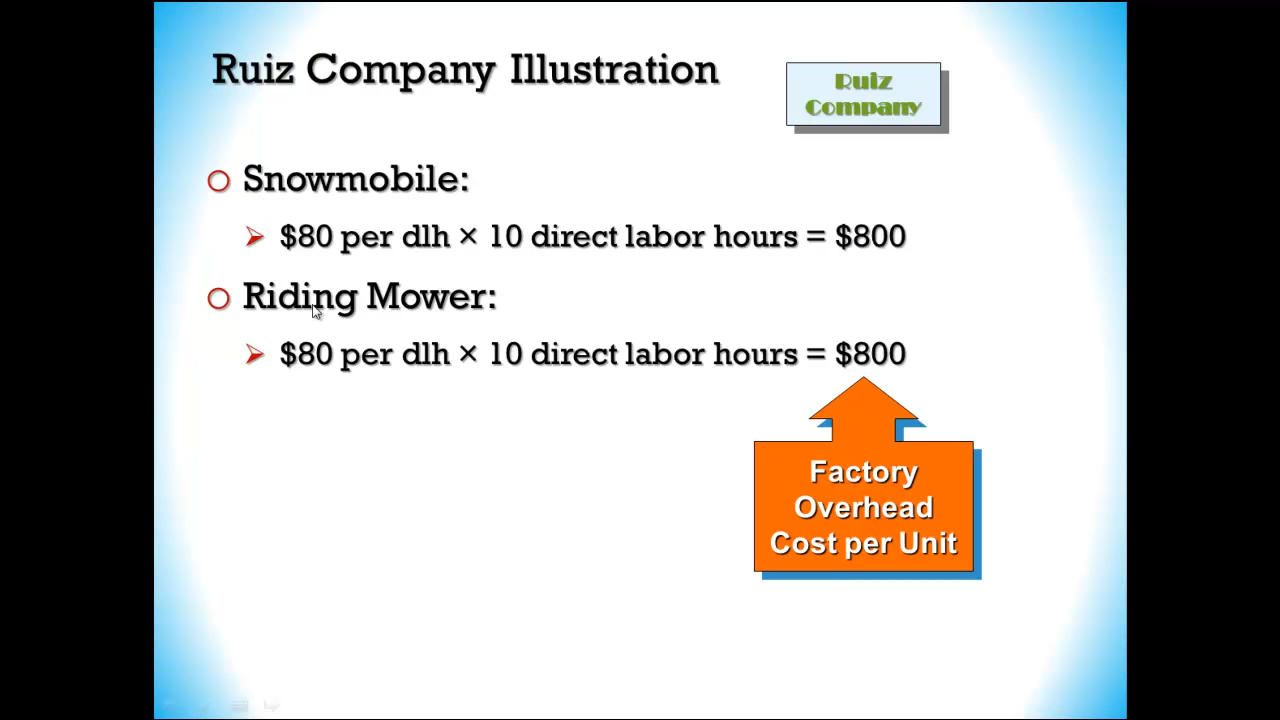 Ruiz Company Illustration
Ruiz
Company
Snowmobile:
$80 per dlh × 10 direct labor hours = $800
Riding Mower:
$80 per dlh × 10 direct labor hours = $800
Factory
Overhead
Cost per Unit